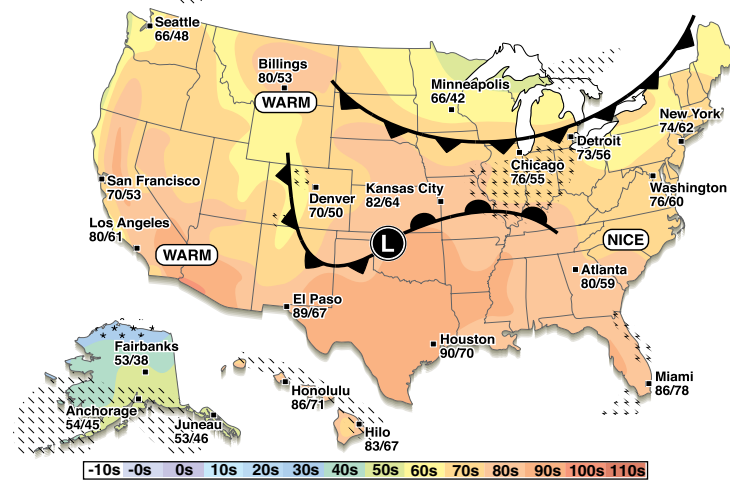 Seattle
66/48
Billings
80/53
WARM
Minneapolis
66/42
New York
74/62
Detroit
73/56
Chicago
76/55
San Francisco
70/53
Denver
70/50
Kansas City
82/64
Washington
76/60
Los Angeles
80/61
WARM
L
NICE
Atlanta
80/59
El Paso
89/67
Houston
90/70
Fairbanks
53/38
Miami
86/78
Honolulu
86/71
Anchorage
54/45
Juneau
53/46
Hilo
83/67
-10s -0s 0s 10s 20s 30s 40s 50s 60s 70s 80s 90s 100s 110s